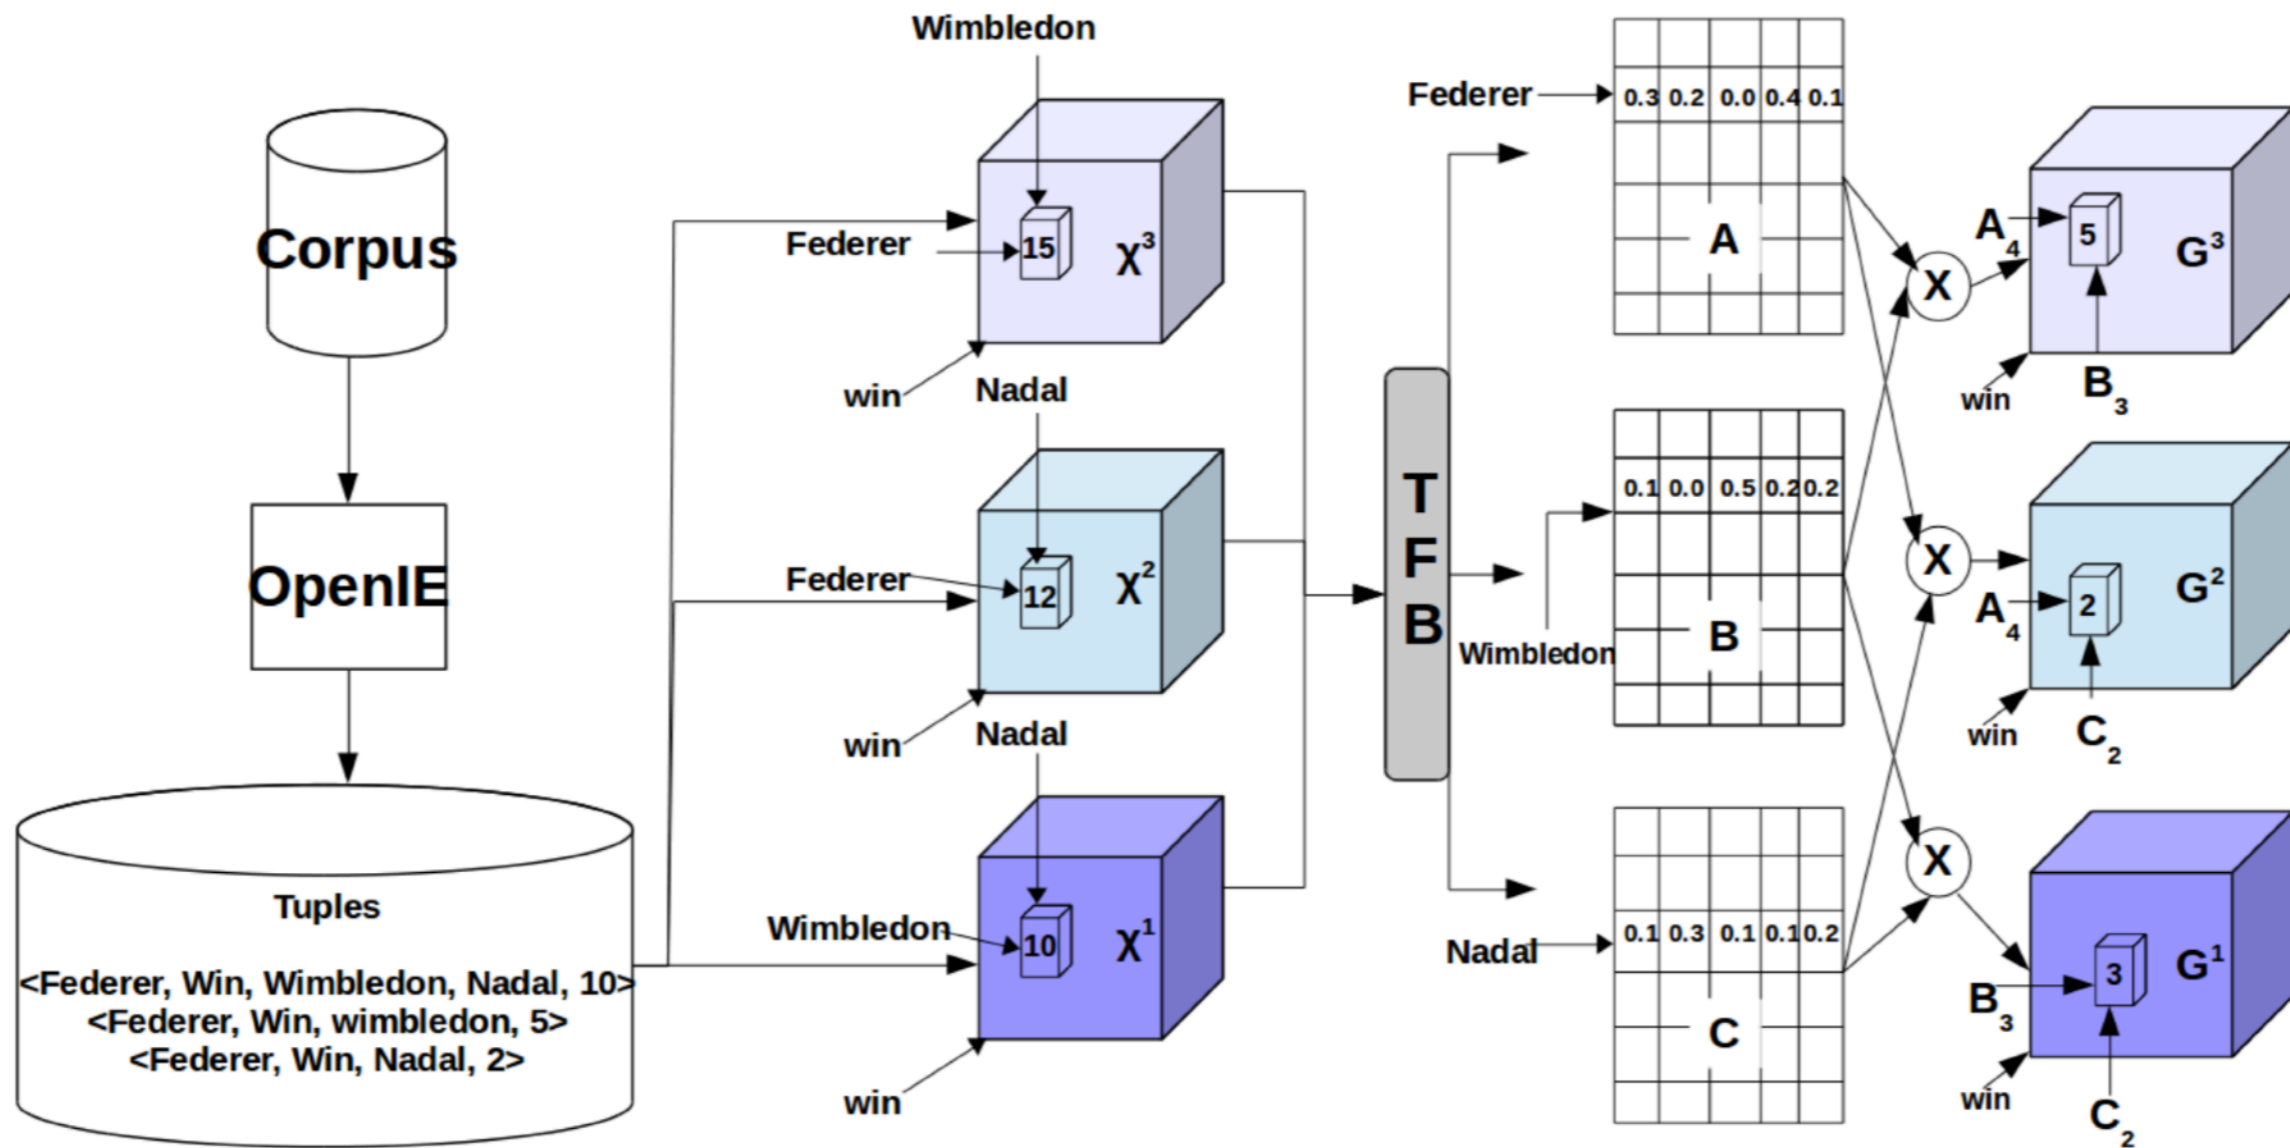 Corpus
OpenIE
Tuples
<Federer, Win, Wimbledon, Nadal, 10>
<Federer, Win, wimbledon, 5>
<Federer, Win, Nadal, 2>
Wimbledon
Federer
15
χ³
win
Nadal
Federer
12
χ²
win
Nadal
Wimbledon
10
χ¹
win
T
F
B
Federer
0.3 0.2 0.0 0.4 0.1
A
Wimbledon
0.1 0.0 0.5 0.2 0.2
B
Nadal
0.1 0.3 0.1 0.1 0.2
C
X
X
X
A₄
5
G³
win
B₃
A₄
2
G²
win
C₂
B₃
3
G¹
win
C₂